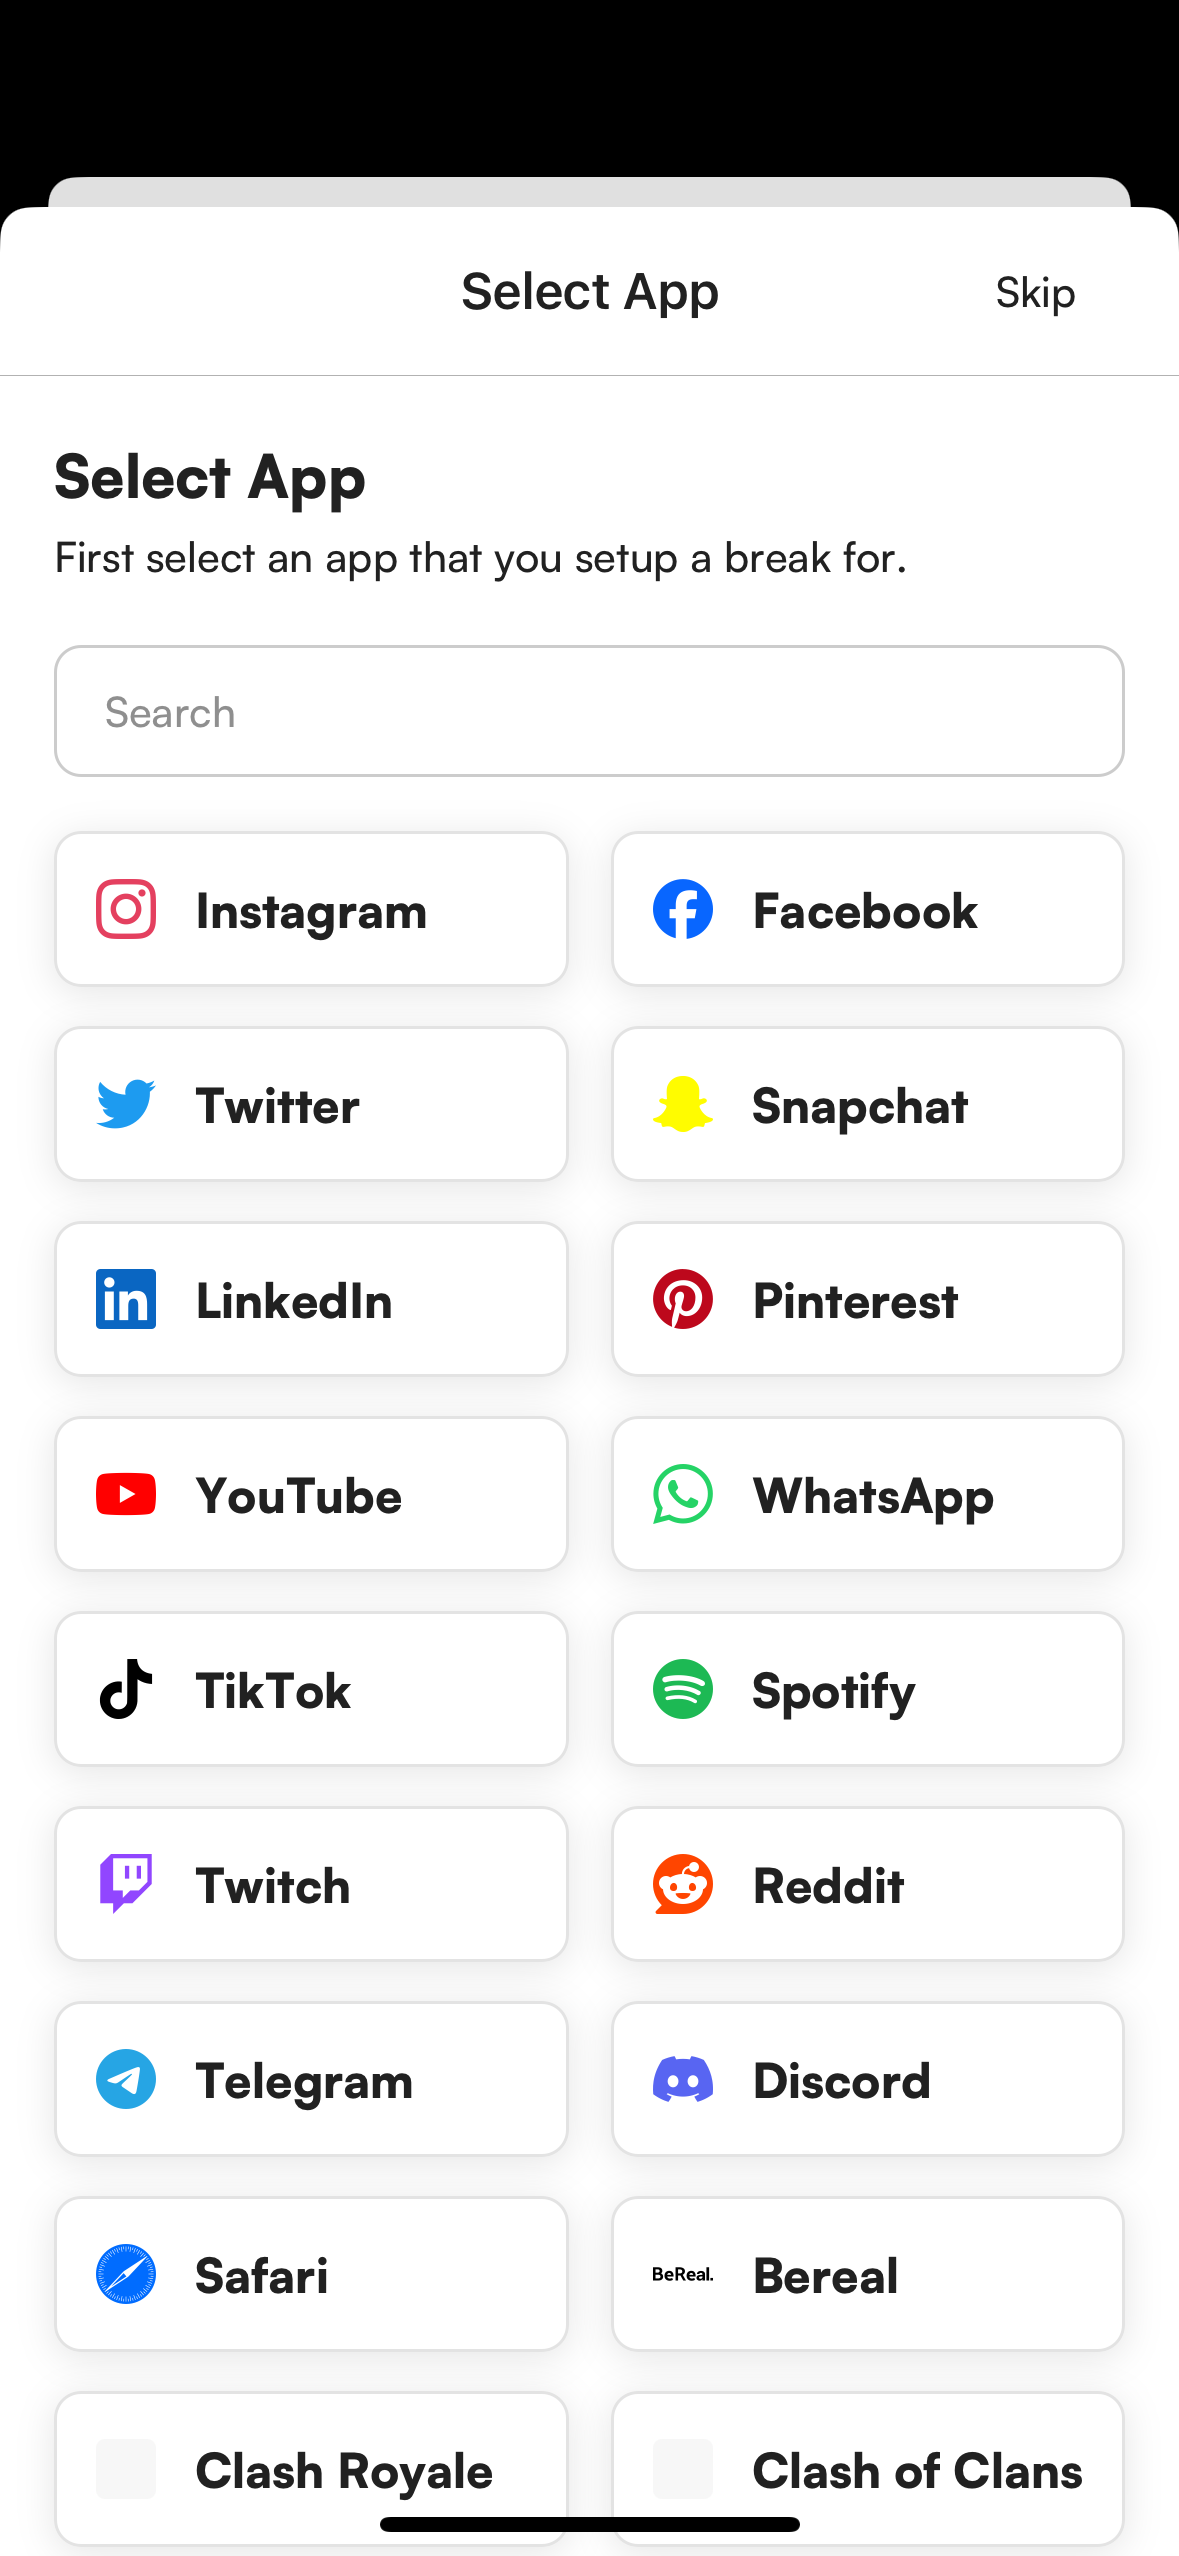 Select App
Skip
Select App
First select an app that you setup a break for.
Search
Instagram
Facebook
Twitter
Snapchat
in
LinkedIn
Pinterest
YouTube
WhatsApp
TikTok
Spotify
Twitch
Reddit
Telegram
Discord
Safari
BeReal.
Bereal
Clash Royale
Clash of Clans